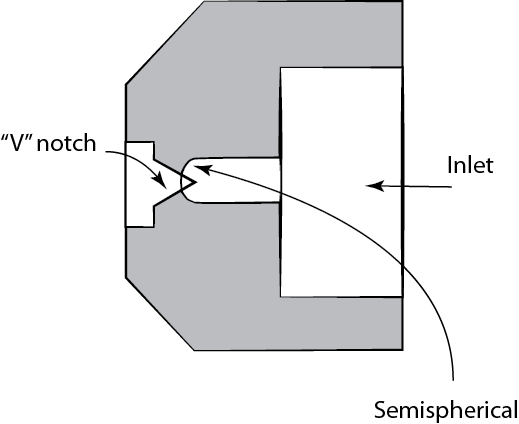 “V” notch
Inlet
Semispherical